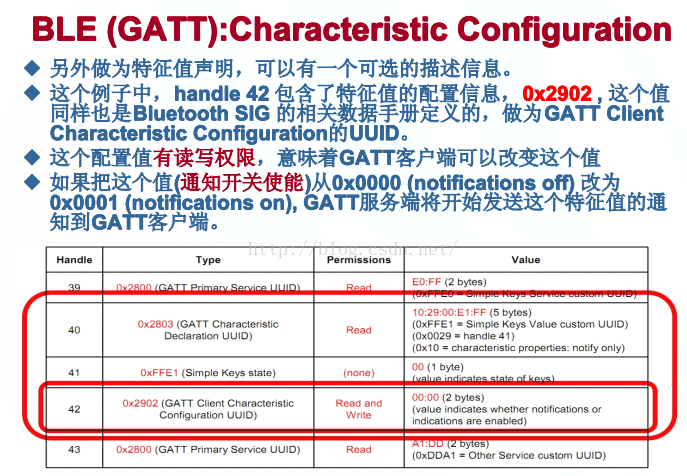 BLE (GATT):Characteristic Configuration
另外做为特征值声明，可以有一个可选的描述信息。
这个例子中，handle 42 包含了特征值的配置信息，0x2902 , 这个值
同样也是Bluetooth SIG 的相关数据手册定义的，做为GATT Client
Characteristic Configuration的UUID。
这个配置值有读写权限，意味着GATT客户端可以改变这个值
如果把这个值(通知开关使能)从0x0000 (notifications off) 改为
0x0001 (notifications on), GATT服务端将开始发送这个特征值的通
知到GATT客户端。
http://blog.csdn.net/
Handle Type Permissions Value
39 0x2800 (GATT Primary Service UUID) Read E0:FF (2 bytes)
(0xFFE0 = Simple Keys Service custom UUID)
40 0x2803 (GATT Characteristic
Declaration UUID) Read 10:29:00:E1:FF (5 bytes)
(0xFFE1 = Simple Keys Value custom UUID)
(0x0029 = handle 41)
(0x10 = characteristic properties: notify only)
41 0xFFE1 (Simple Keys state) (none) 00 (1 byte)
(value indicates state of keys)
42 0x2902 (GATT Client Characteristic
Configuration UUID) Read and
Write 00:00 (2 bytes)
(value indicates whether notifications or
indications are enabled)
43 0x2800 (GATT Primary Service UUID) Read A1:DD (2 bytes)
(0xDDA1 = Other Service custom UUID)